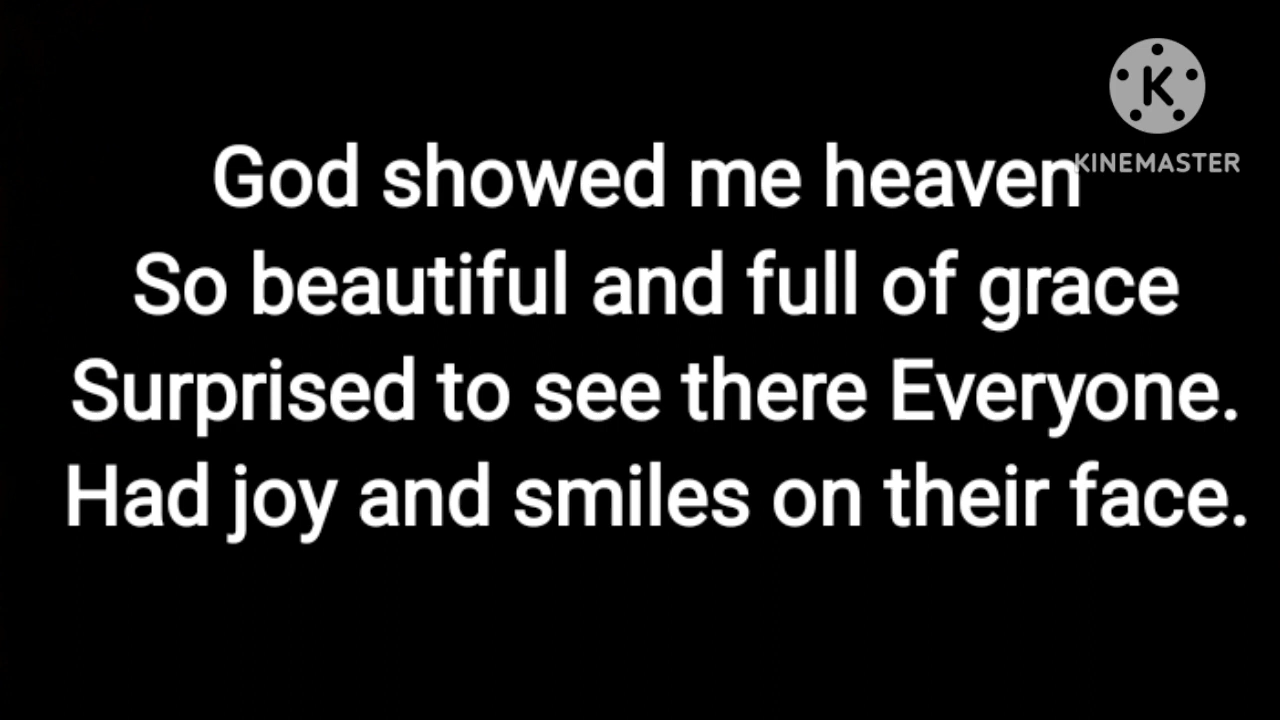 K
KINEMASTER
God showed me heaven
So beautiful and full of grace
Surprised to see there Everyone.
Had joy and smiles on their face.